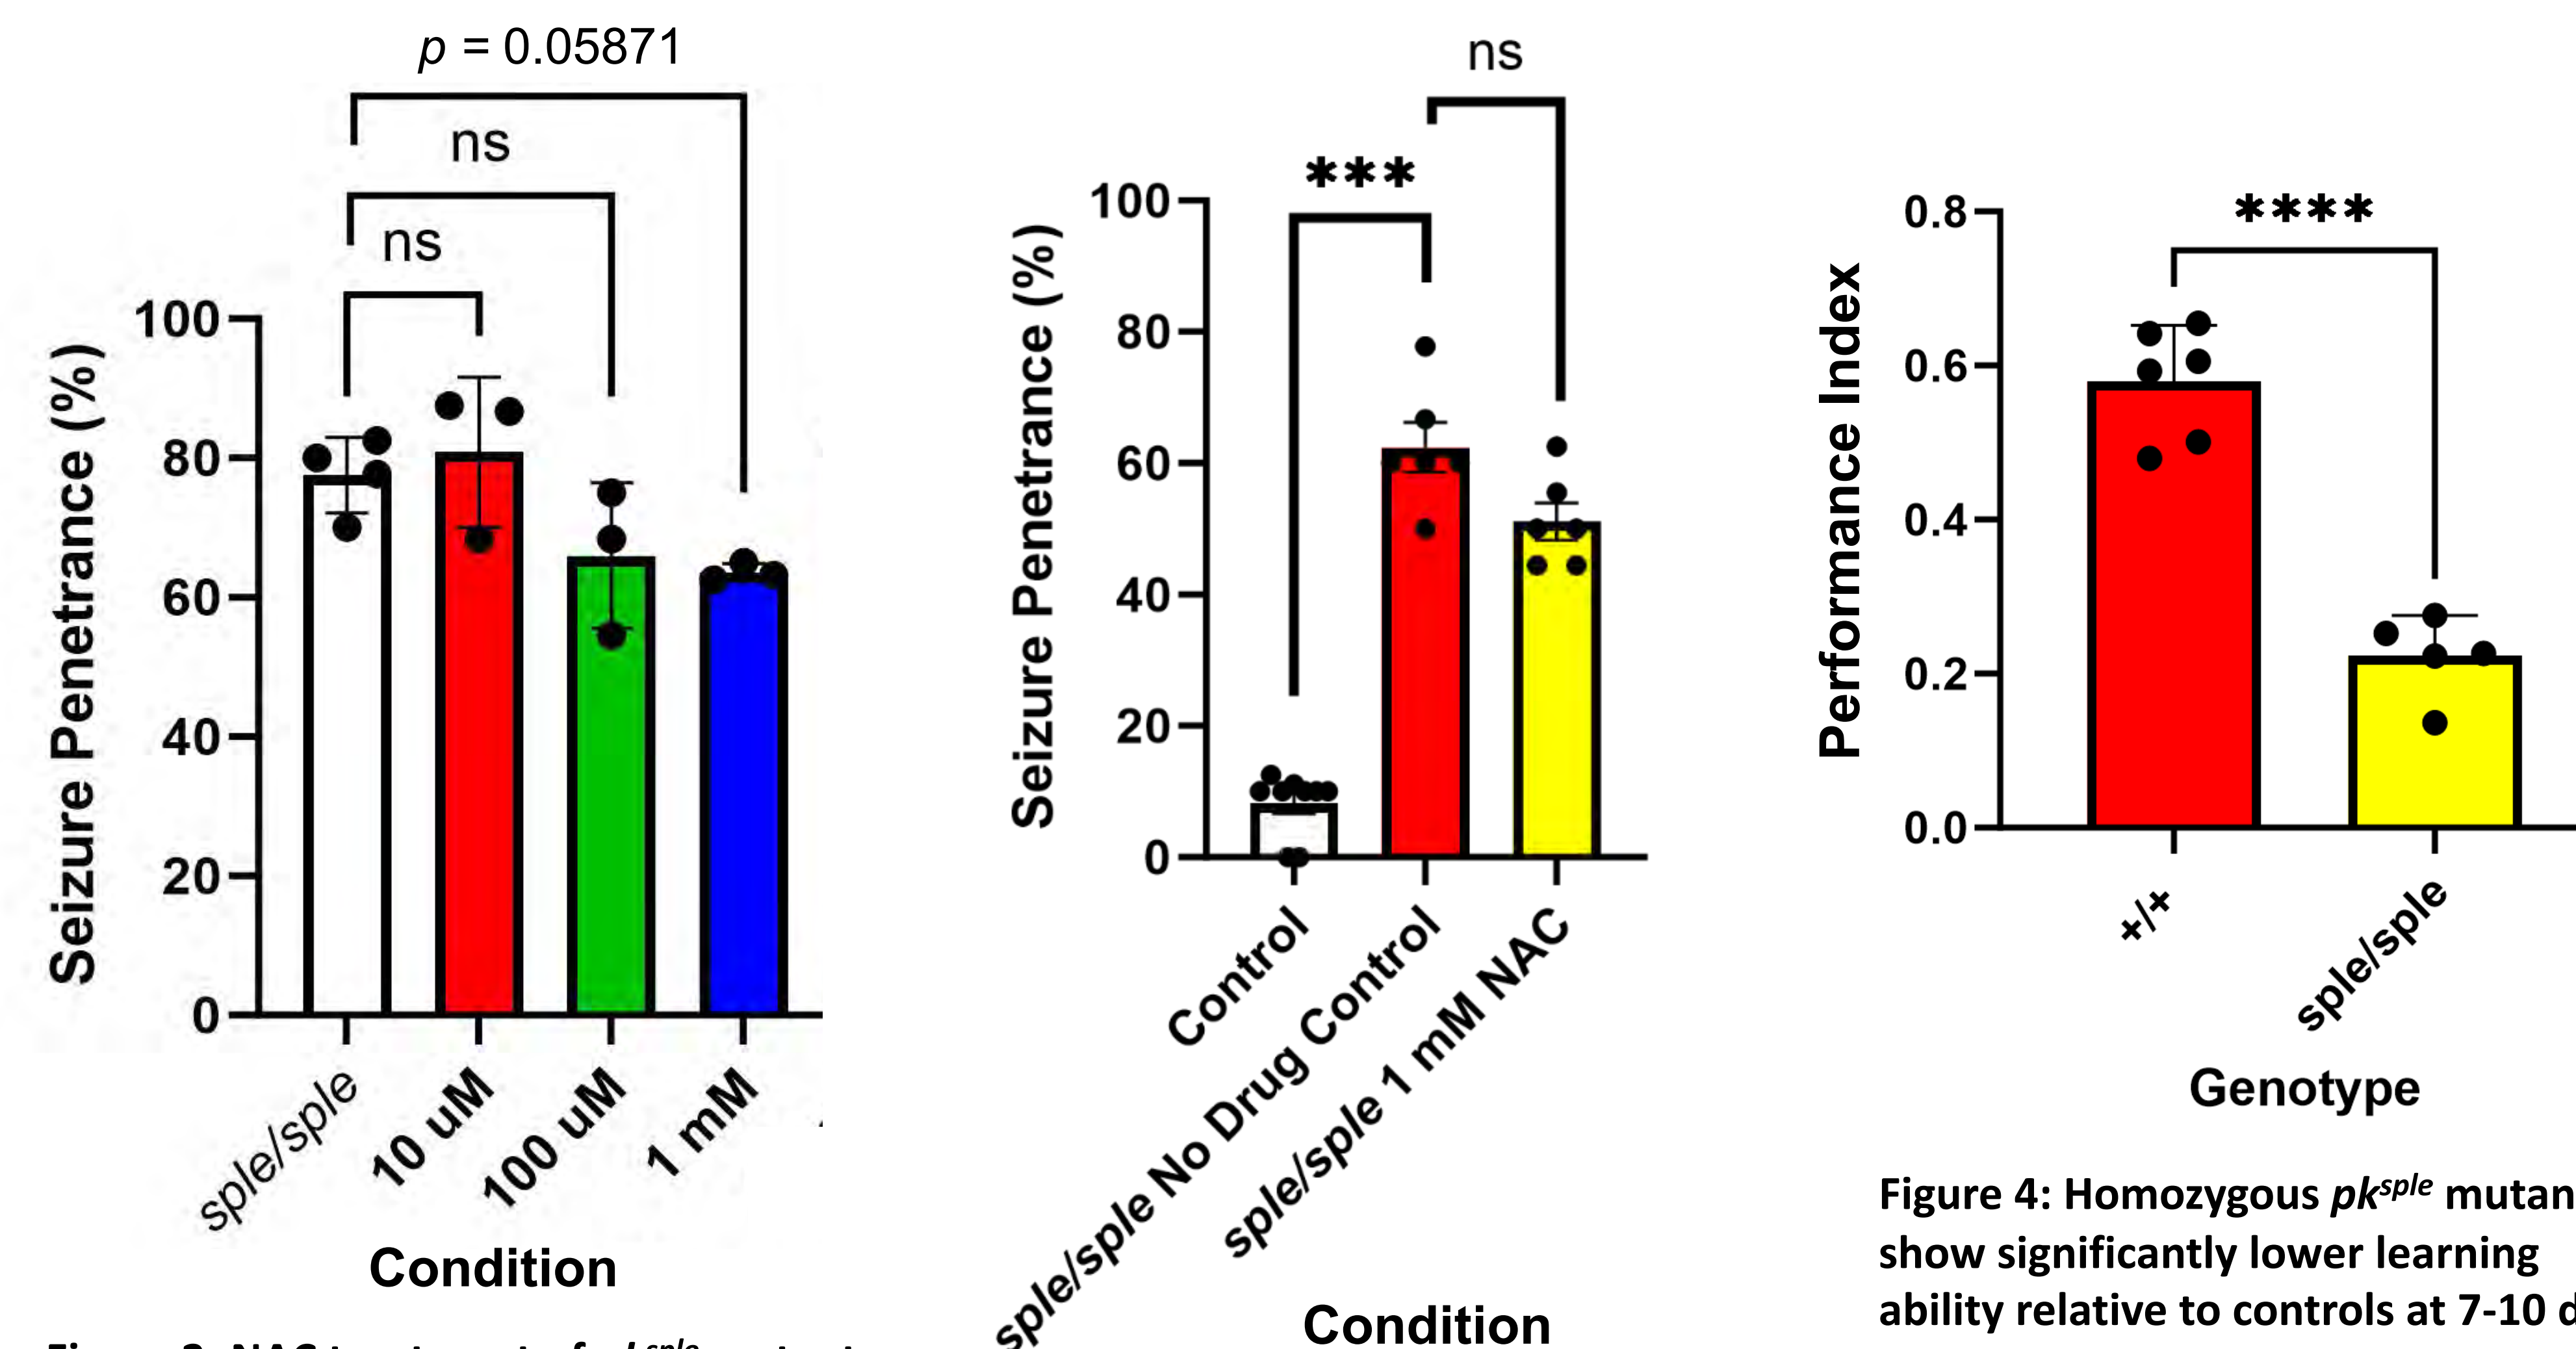 p = 0.05871
ns
ns
Seizure Penetrance (%)
100
80
60
40
20
0
sple/sple
10 uM
100 uM
1 mM
Condition
ns
***
Seizure Penetrance (%)
100
80
60
40
20
0
Control
sple/sple No Drug Control
sple/sple 1 mM NAC
Condition
****
Performance Index
0.8
0.6
0.4
0.2
0.0
+/+
sple/sple
Genotype
Figure 4: Homozygous pksple mutan
show significantly lower learning
ability relative to controls at 7-10 d
NAC treatment of